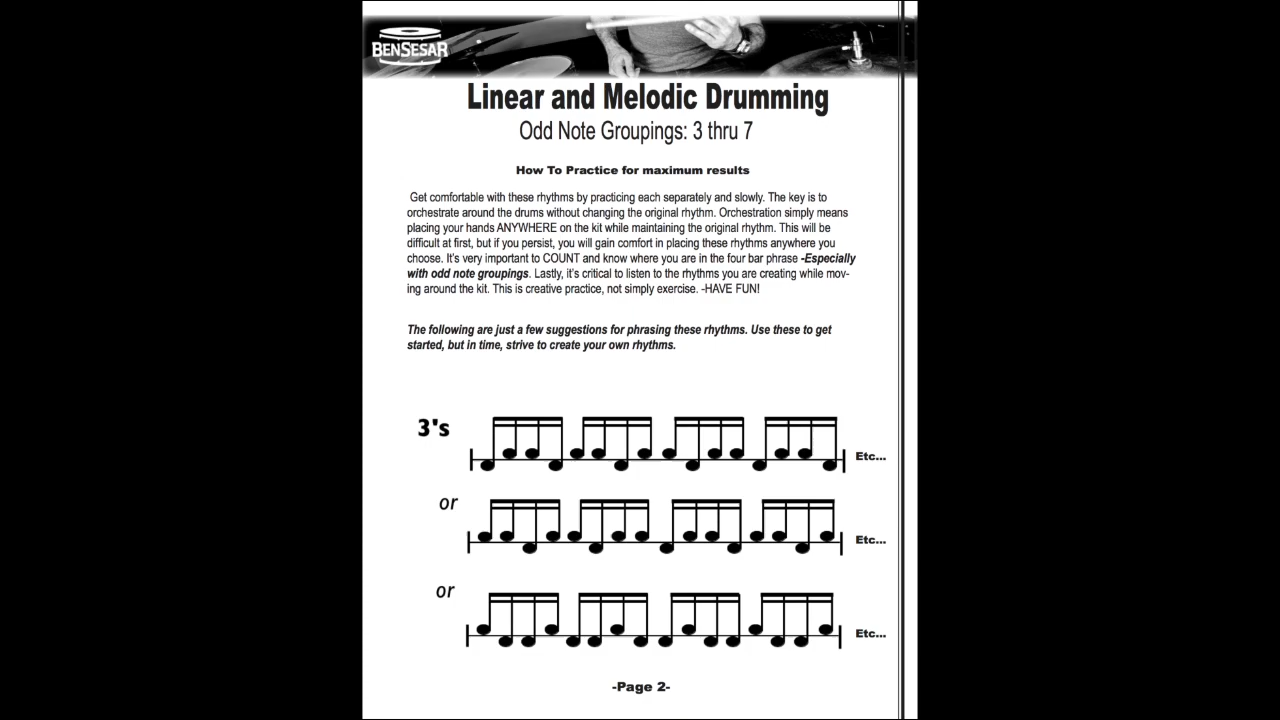 BENSESAR
Linear and Melodic Drumming
Odd Note Groupings: 3 thru 7
How To Practice for maximum results
Get comfortable with these rhythms by practicing each separately and slowly. The key is to
orchestrate around the drums without changing the original rhythm. Orchestration simply means
placing your hands ANYWHERE on the kit while maintaining the original rhythm. This will be
difficult at first, but if you persist, you will gain comfort in placing these rhythms anywhere you
choose. It's very important to COUNT and know where you are in the four bar phrase -Especially
with odd note groupings. Lastly, it's critical to listen to the rhythms you are creating while mov-
ing around the kit. This is creative practice, not simply exercise. -HAVE FUN!
The following are just a few suggestions for phrasing these rhythms. Use these to get
started, but in time, strive to create your own rhythms.
3's
Etc...
or
Etc...
or
Etc...
-Page 2-